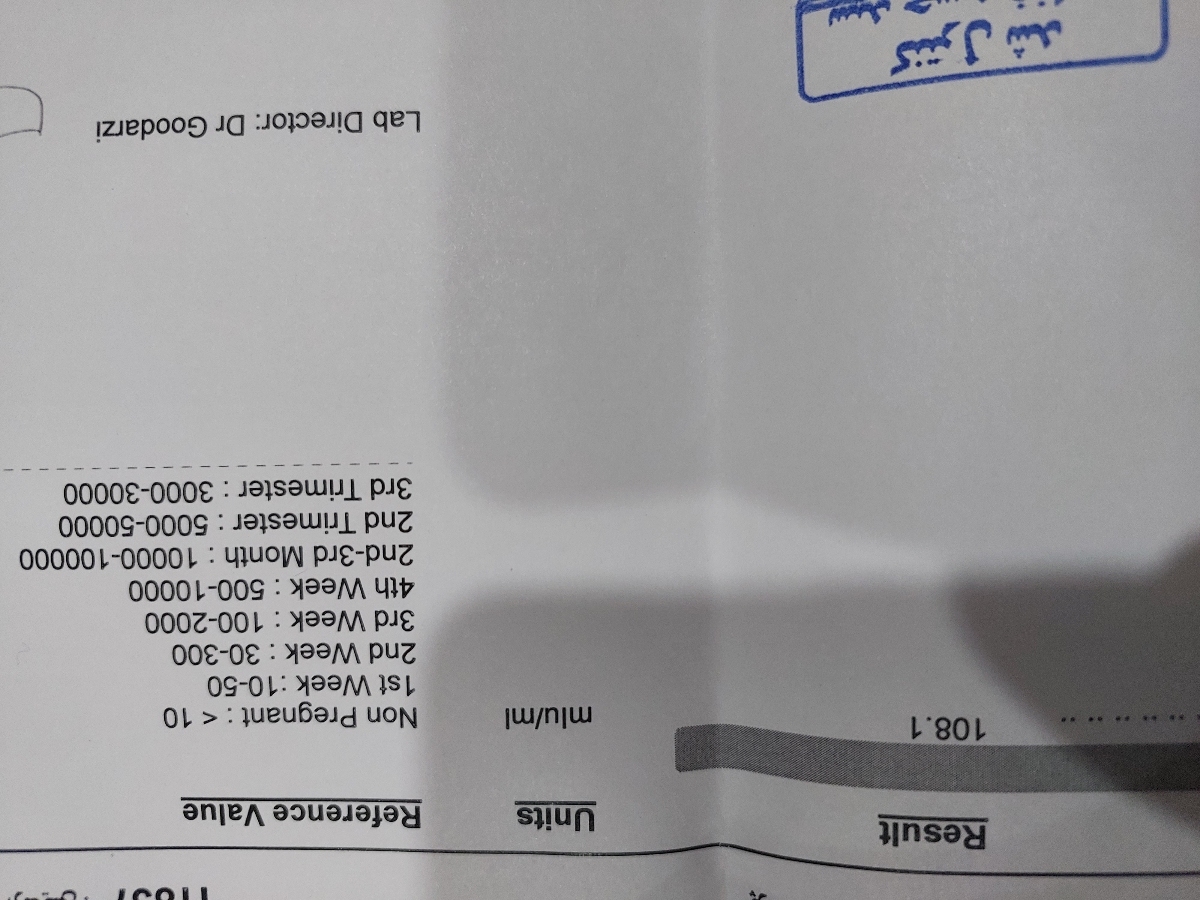 Result Units Reference Value
108.1 mIu/ml Non Pregnant : < 10
1st Week :10-50
2nd Week : 30-300
3rd Week : 100-2000
4th Week : 500-10000
2nd-3rd Month : 10000-100000
2nd Trimester : 5000-50000
3rd Trimester : 3000-30000
Lab Director: Dr Goodarzi
کنترل شد